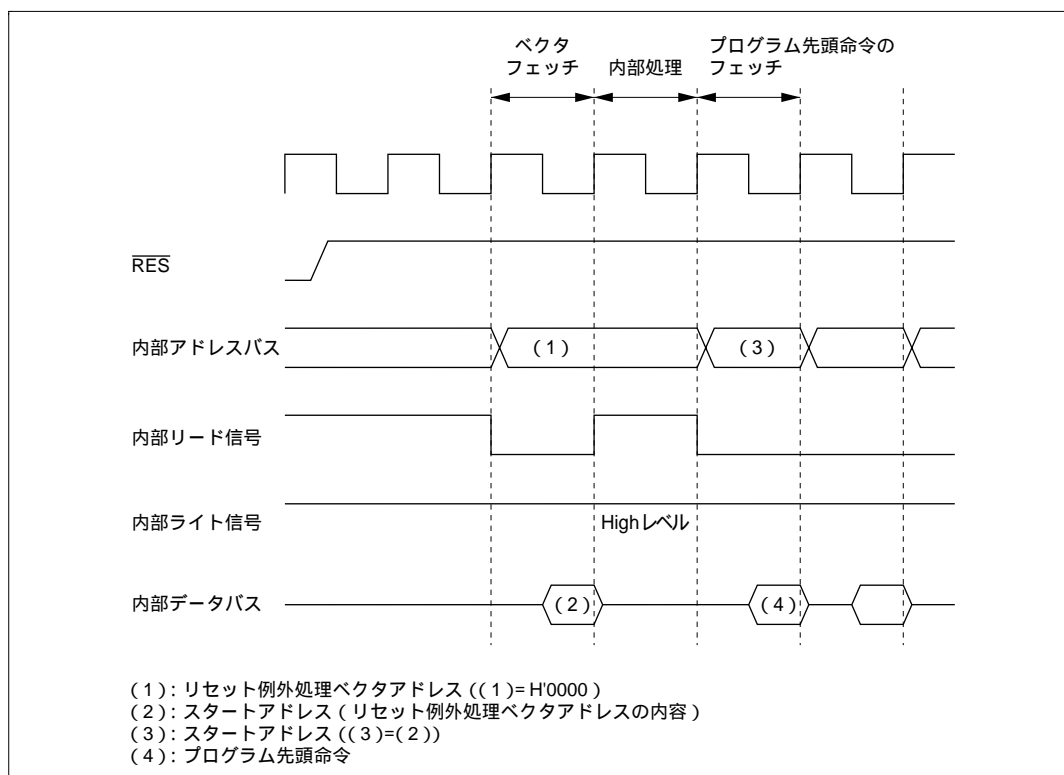 ベクタ
フェッチ
内部処理
プログラム先頭命令の
フェッチ
RES
内部アドレスバス
(1)
(3)
内部リード信号
内部ライト信号
Highレベル
内部データバス
(2)
(4)
(1):リセット例外処理ベクタアドレス((1)=H'0000)
(2):スタートアドレス(リセット例外処理ベクタアドレスの内容)
(3):スタートアドレス((3)=(2))
(4):プログラム先頭命令